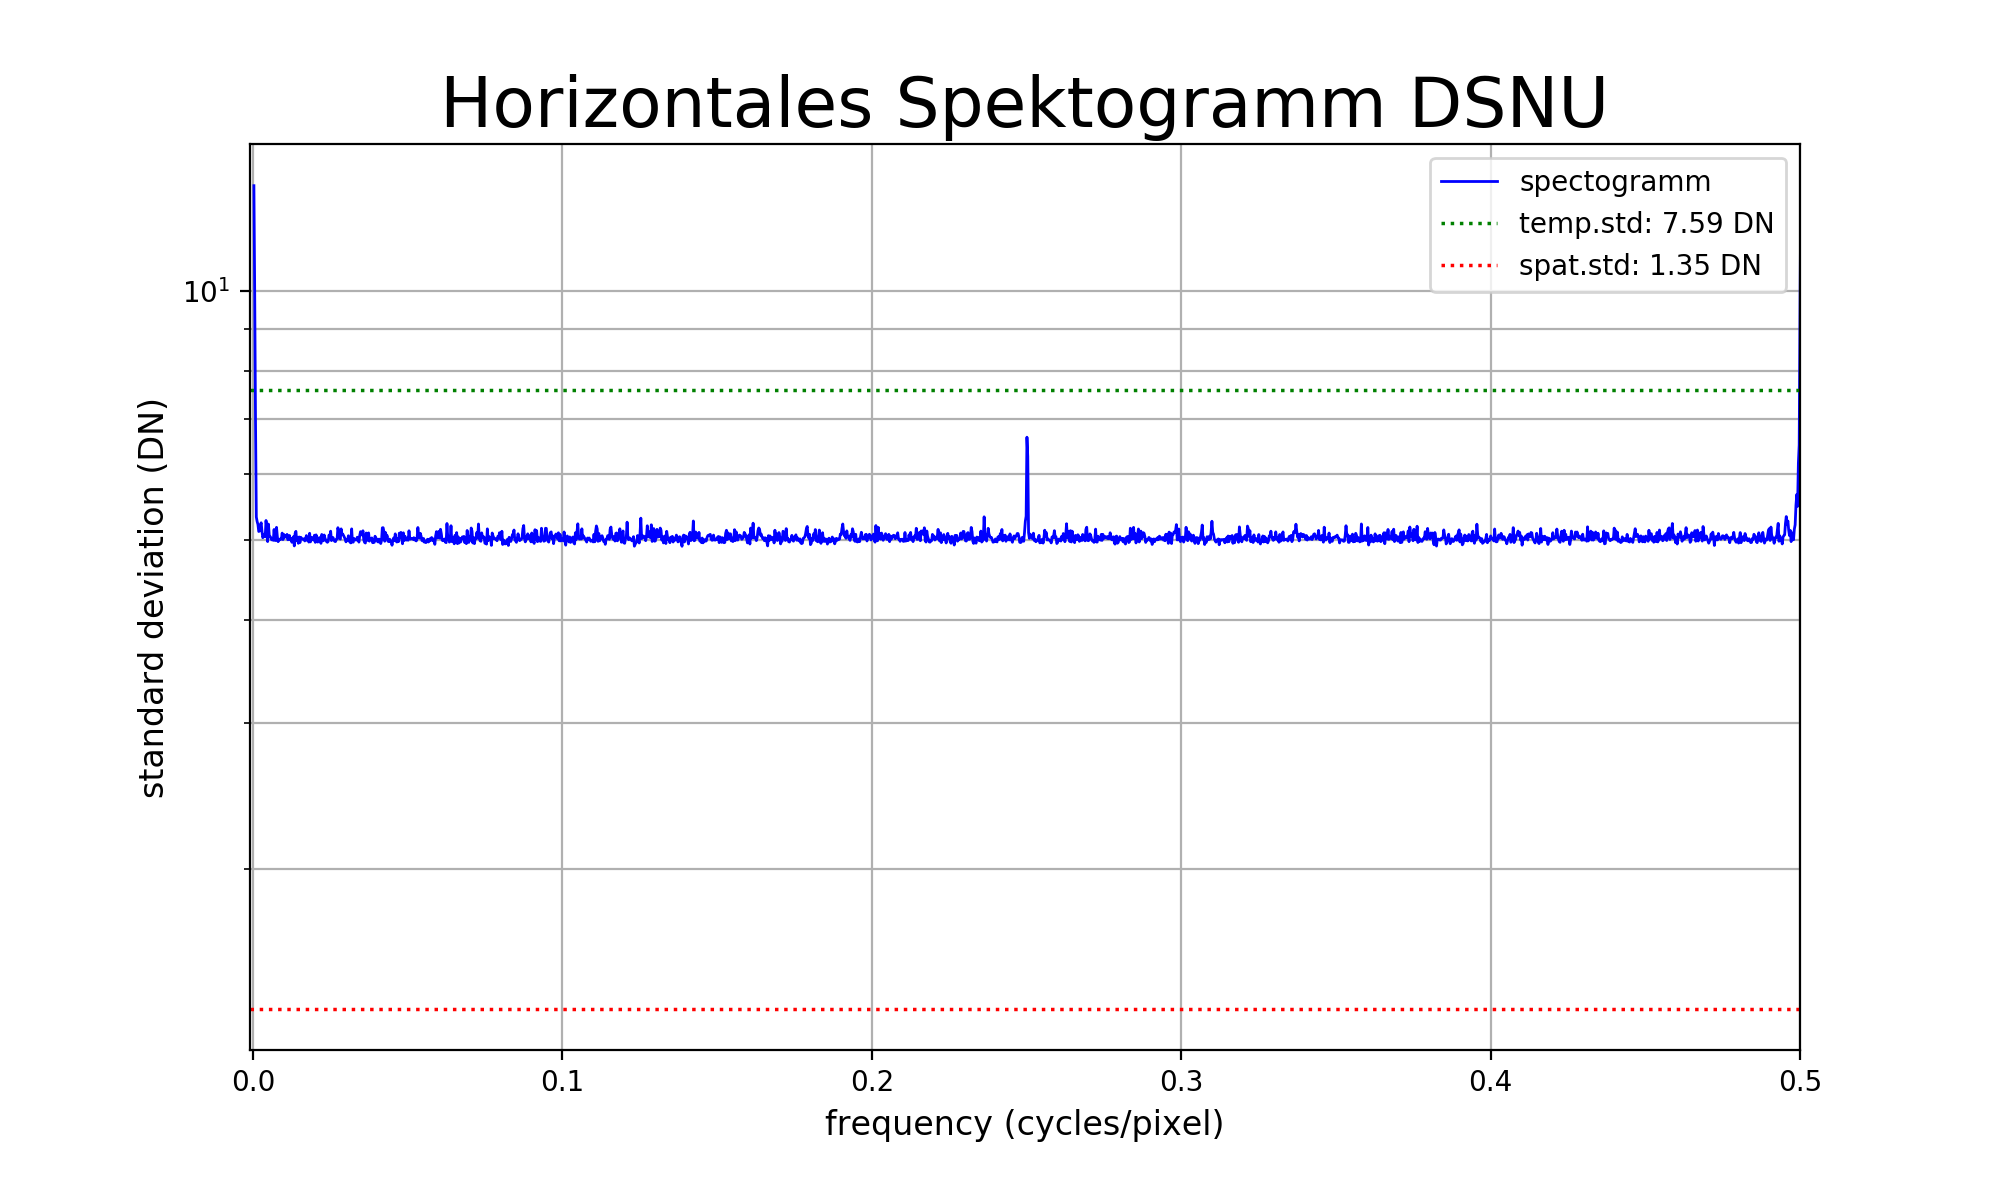 Horizontales Spektogramm DSNU
spectogramm
temp.std: 7.59 DN
spat.std: 1.35 DN
10¹
standard deviation (DN)
0.0 0.1 0.2 0.3 0.4 0.5
frequency (cycles/pixel)